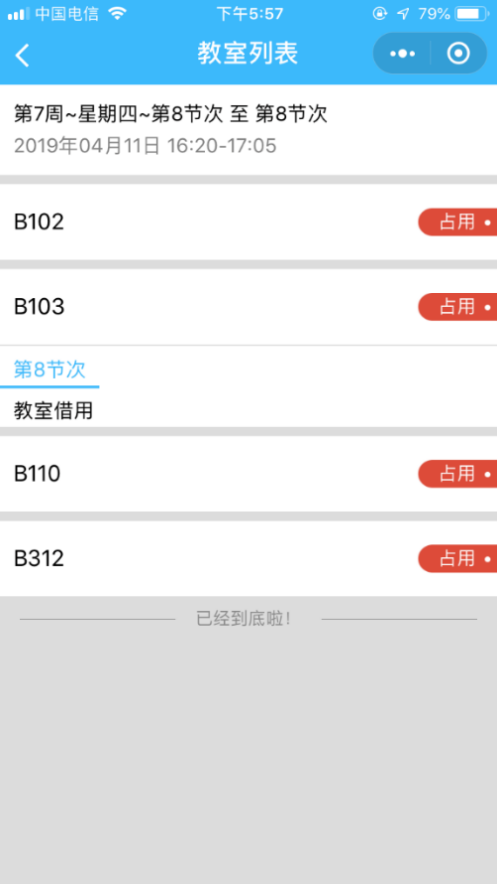 中国电信 下午5:57 79%
教室列表
第7周~星期四~第8节次 至 第8节次
2019年04月11日 16:20-17:05
B102 占用
B103 占用
第8节次
教室借用
B110 占用
B312 占用
已经到底啦!